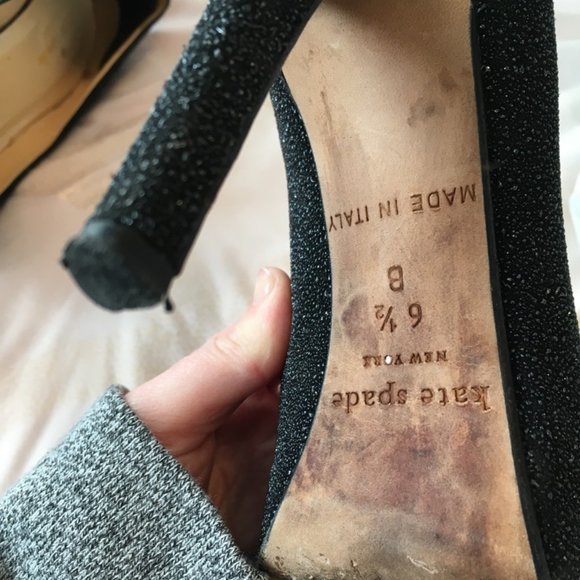 kate spade
NEW YORK
6 ½
B
MADE IN ITALY